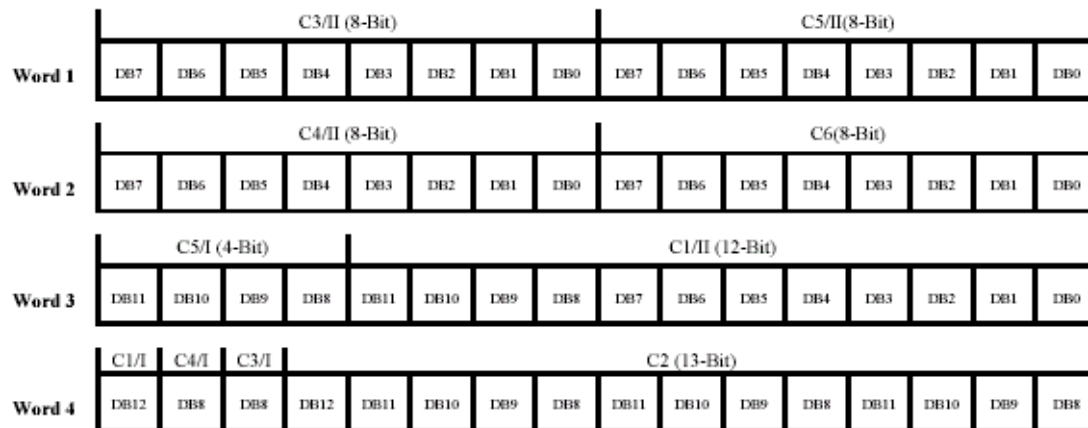 C3/II (8-Bit) C5/II(8-Bit)
Word 1 DB7 DB6 DB5 DB4 DB3 DB2 DB1 DB0 DB7 DB6 DB5 DB4 DB3 DB2 DB1 DB0
C4/II (8-Bit) C6(8-Bit)
Word 2 DB7 DB6 DB5 DB4 DB3 DB2 DB1 DB0 DB7 DB6 DB5 DB4 DB3 DB2 DB1 DB0
C5/I (4-Bit) C1/II (12-Bit)
Word 3 DB11 DB10 DB9 DB8 DB11 DB10 DB9 DB8 DB7 DB6 DB5 DB4 DB3 DB2 DB1 DB0
C1/I C4/I C3/I C2 (13-Bit)
Word 4 DB12 DB8 DB8 DB12 DB11 DB10 DB9 DB8 DB11 DB10 DB9 DB8 DB11 DB10 DB9 DB8